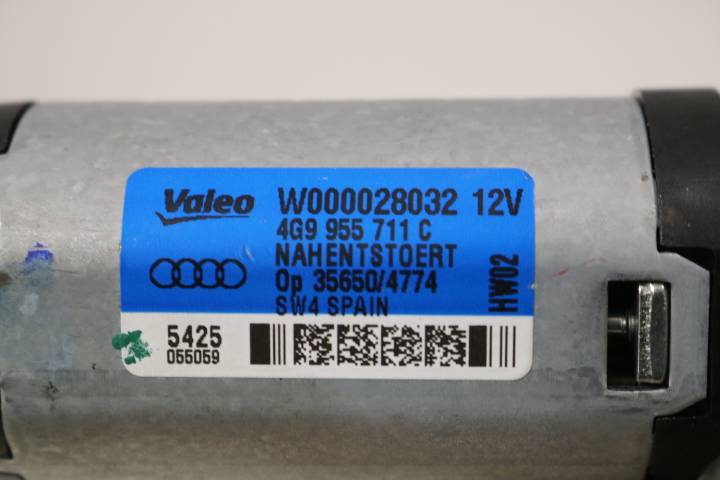 Valeo W000028032 12V
4G9 955 711 C
NAHENTSTOERT
Op 35650/4774
SW4 SPAIN
HW02
5425
055059